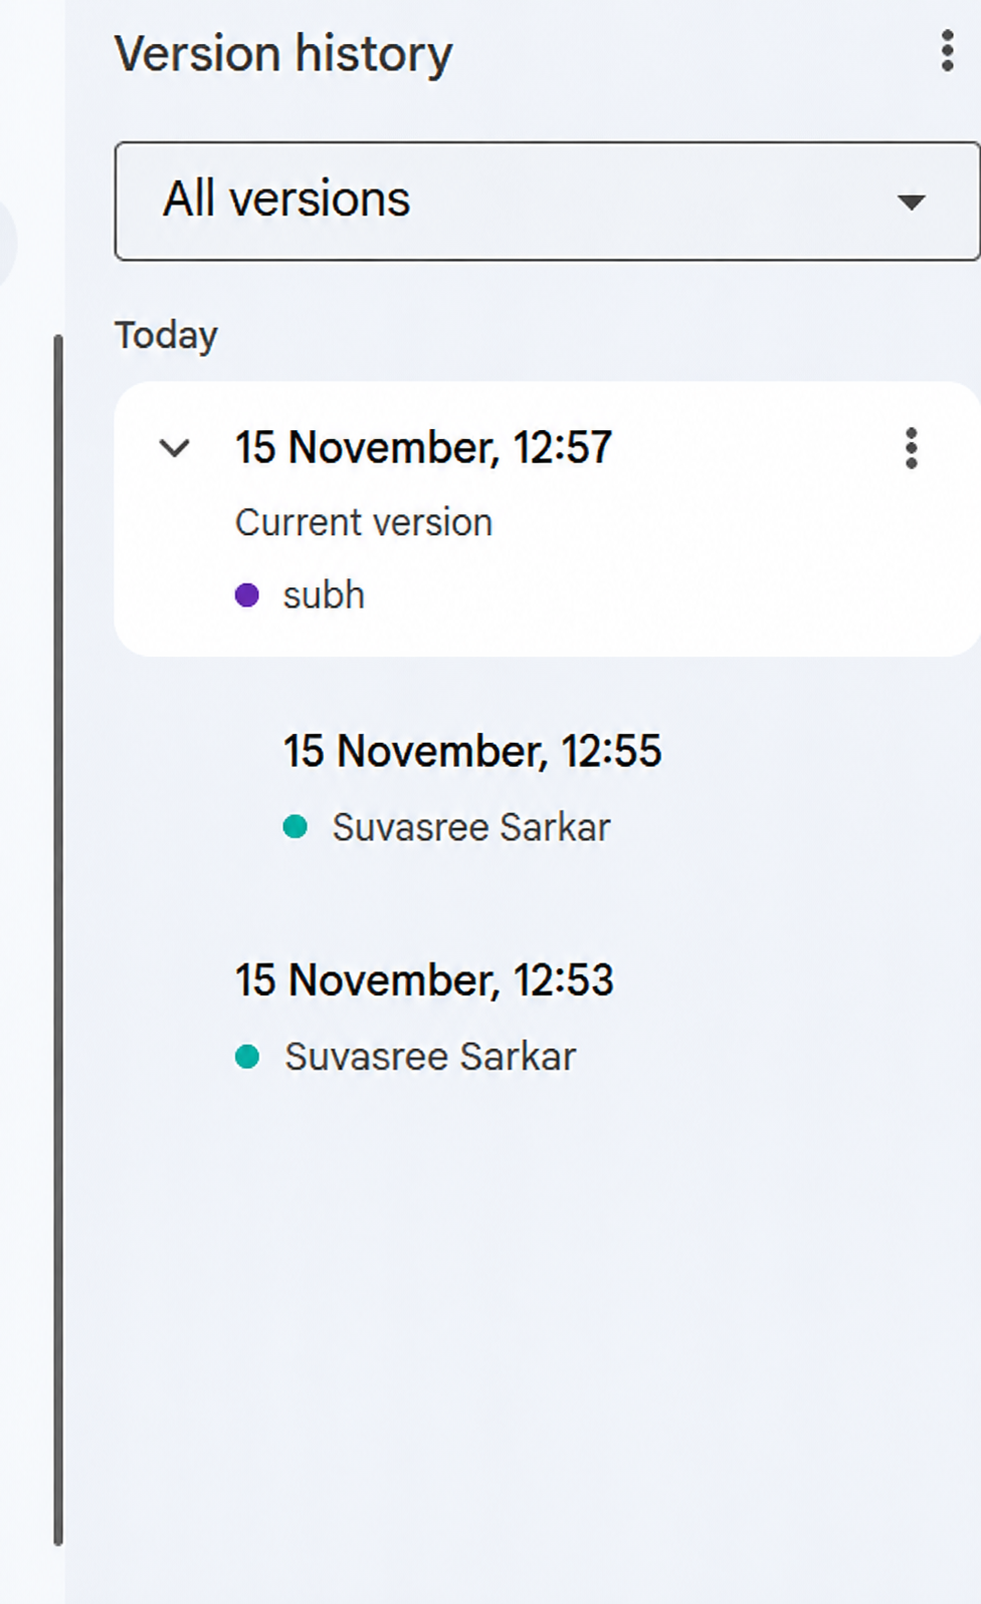 Version history
All versions
Today
15 November, 12:57
Current version
subh
15 November, 12:55
Suvasree Sarkar
15 November, 12:53
Suvasree Sarkar